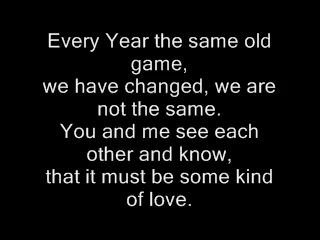 Every Year the same old
game,
we have changed, we are
not the same.
You and me see each
other and know,
that it must be some kind
of love.